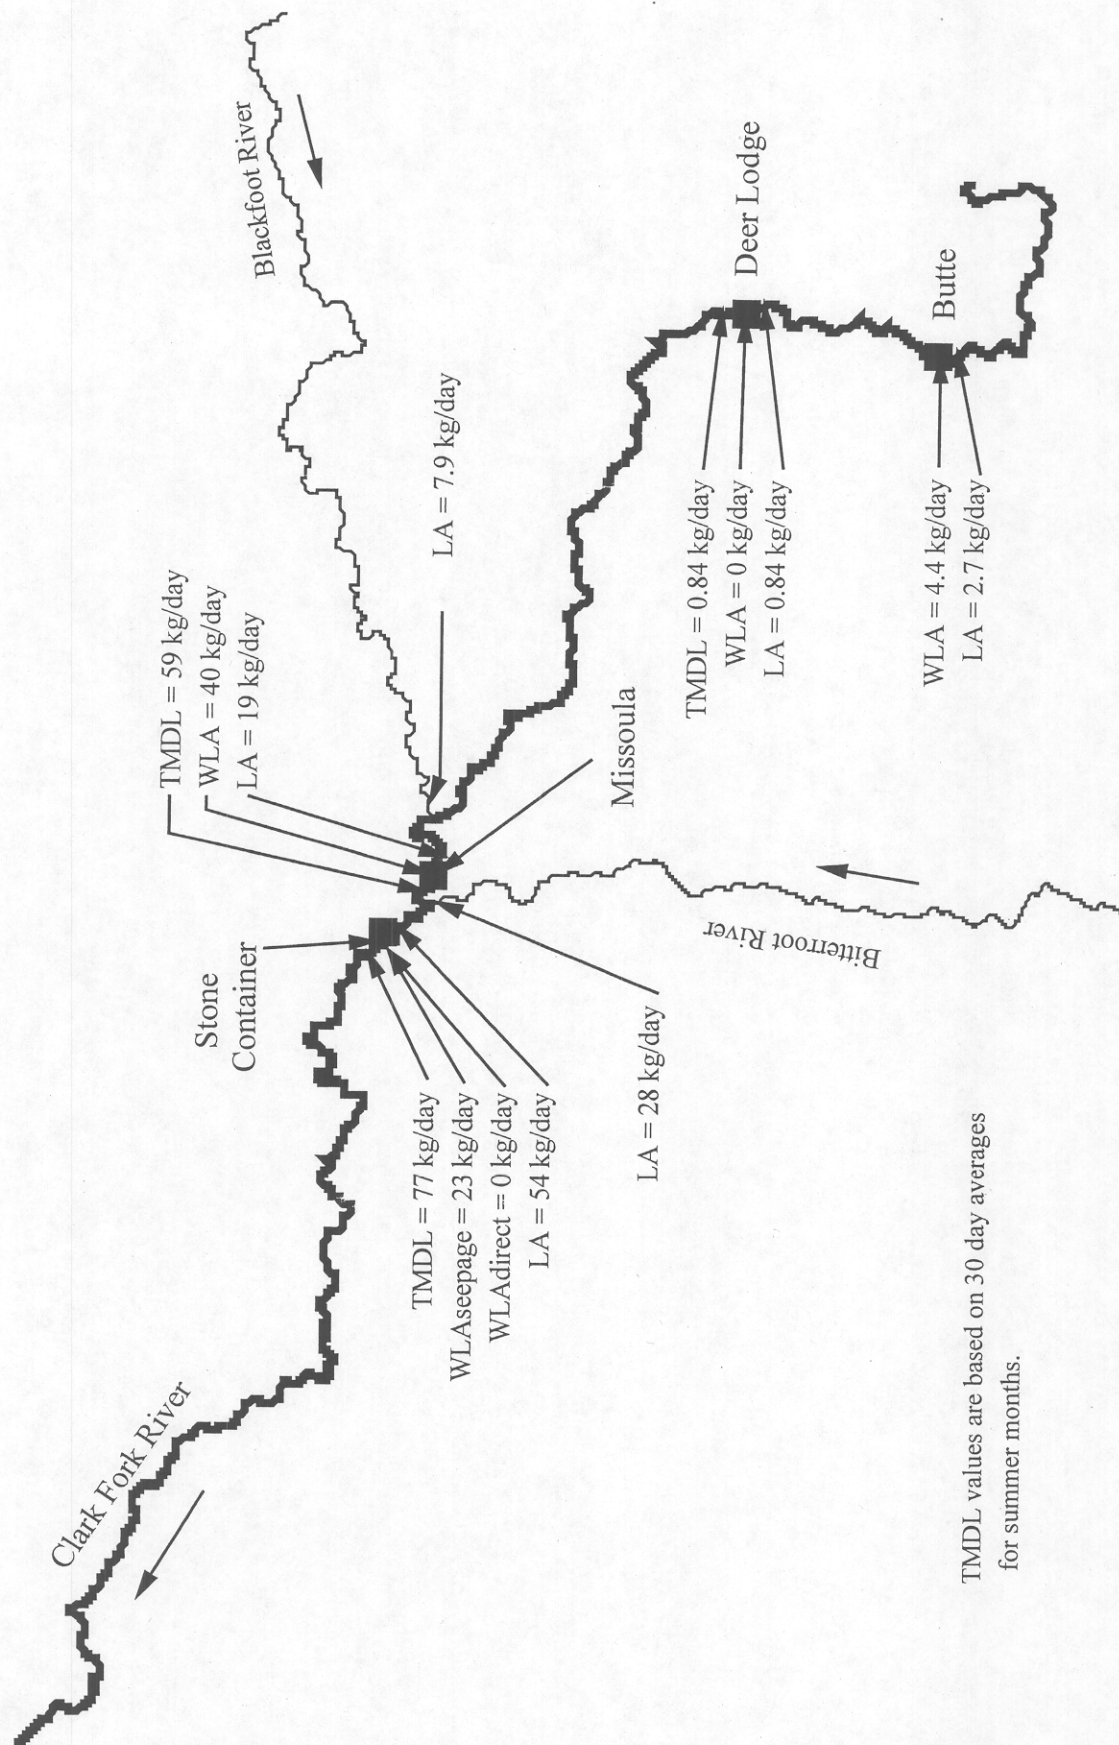 Clark Fork River
Stone
Container
TMDL = 77 kg/day
WLAseepage = 23 kg/day
WLAdirect = 0 kg/day
LA = 54 kg/day
TMDL = 59 kg/day
WLA = 40 kg/day
LA = 19 kg/day
Blackfoot River
LA = 7.9 kg/day
Missoula
LA = 28 kg/day
Bitterroot River
TMDL = 0.84 kg/day
WLA = 0 kg/day
LA = 0.84 kg/day
Deer Lodge
WLA = 4.4 kg/day
LA = 2.7 kg/day
Butte
TMDL values are based on 30 day averages
for summer months.